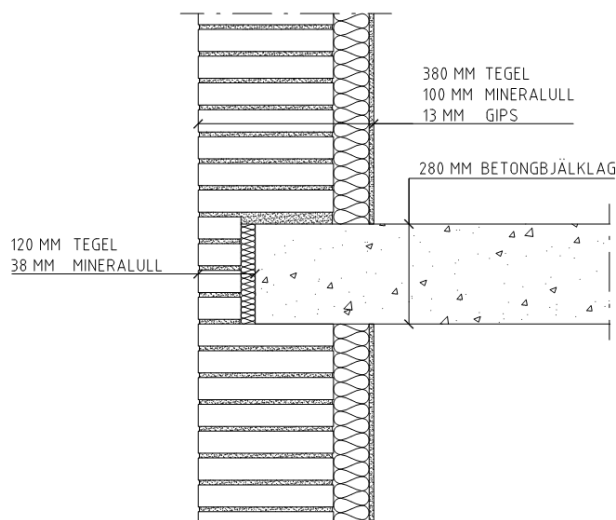 380 MM TEGEL
100 MM MINERALULL
13 MM GIPS
280 MM BETONGBJÄLKLAG
120 MM TEGEL
38 MM MINERALULL